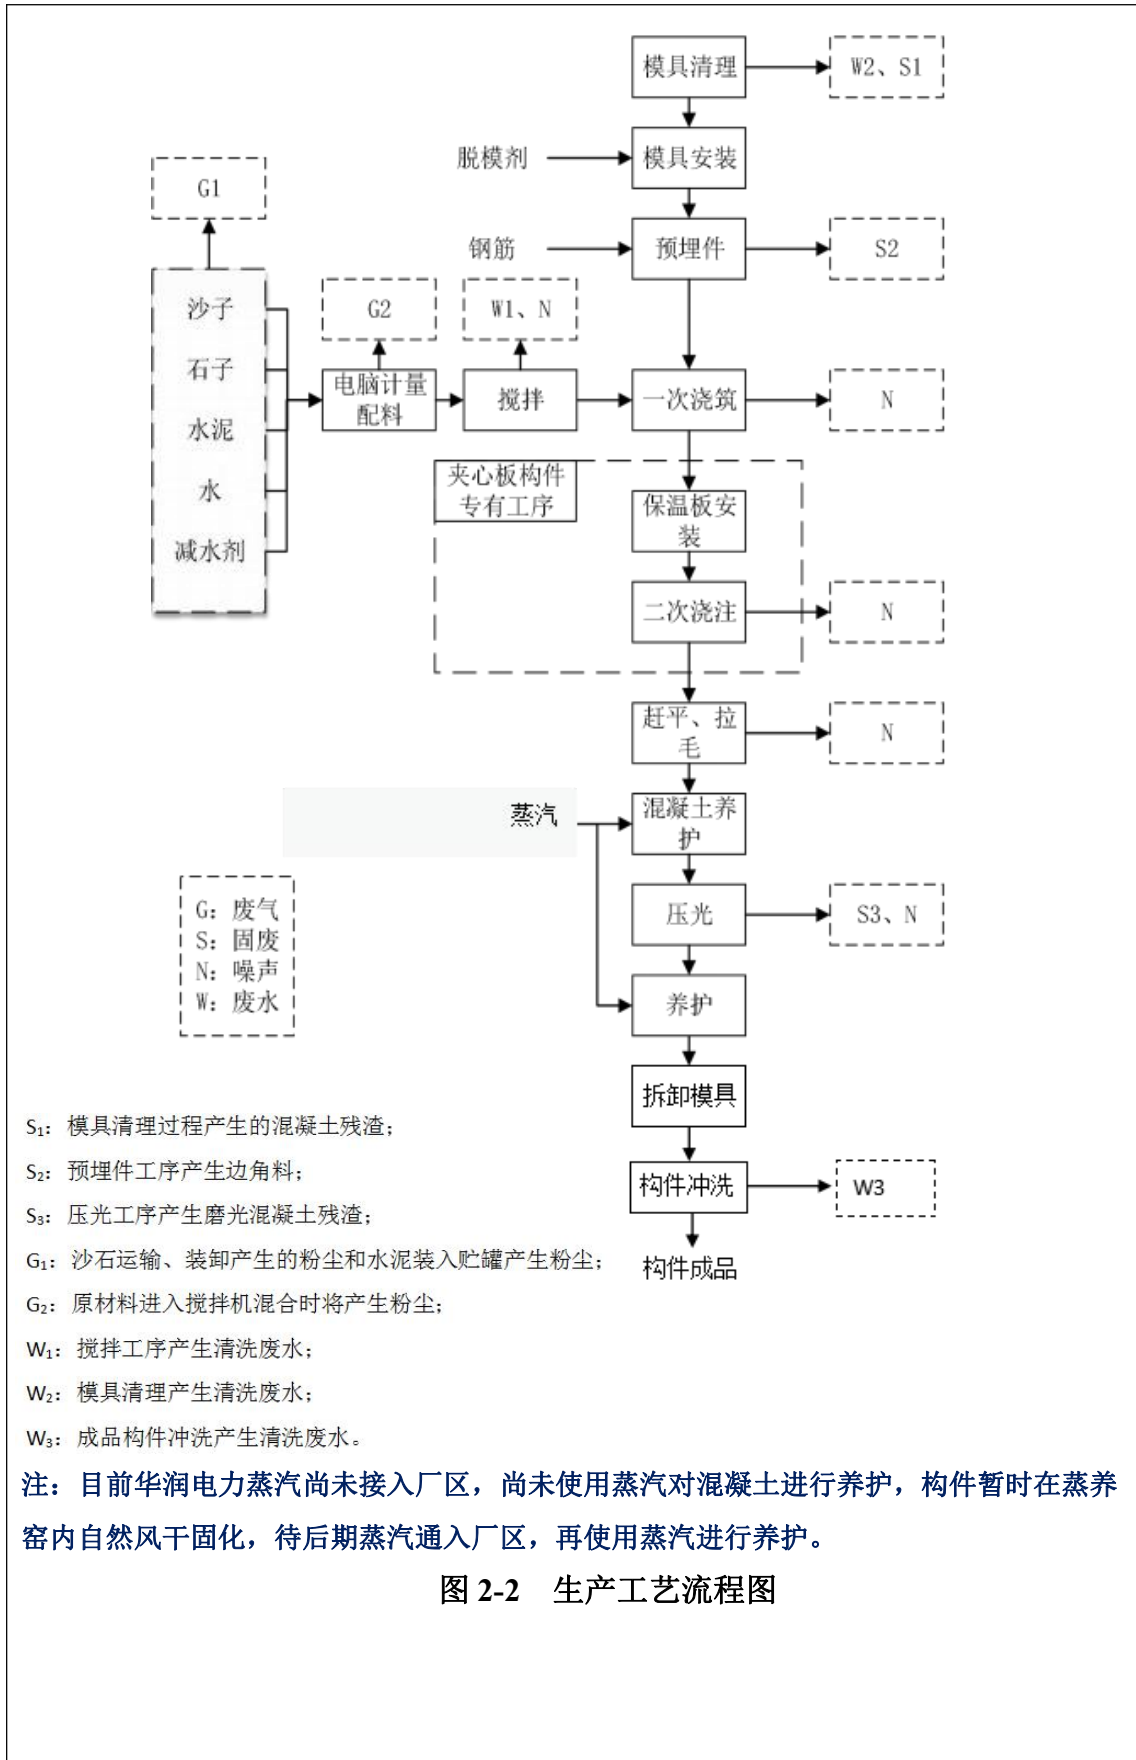 模具清理
W2、S1
脱模剂
模具安装
G1
钢筋
预埋件
S2
沙子
石子
水泥
水
减水剂
G2
W1、N
电脑计量
配料
搅拌
一次浇筑
N
夹心板构件
专有工序
保温板安
装
二次浇注
N
赶平、拉
毛
N
蒸汽
混凝土养
护
压光
S3、N
G：废气
S：固废
N：噪声
W：废水
养护
拆卸模具
构件冲洗
W3
构件成品
S₁：模具清理过程产生的混凝土残渣；
S₂：预埋件工序产生边角料；
S₃：压光工序产生磨光混凝土残渣；
G₁：沙石运输、装卸产生的粉尘和水泥装入贮罐产生粉尘；
G₂：原材料进入搅拌机混合时将产生粉尘；
W₁：搅拌工序产生清洗废水；
W₂：模具清理产生清洗废水；
W₃：成品构件冲洗产生清洗废水。
注：目前华润电力蒸汽尚未接入厂区，尚未使用蒸汽对混凝土进行养护，构件暂时在蒸养
窑内自然风干固化，待后期蒸汽通入厂区，再使用蒸汽进行养护。
图 2-2　生产工艺流程图